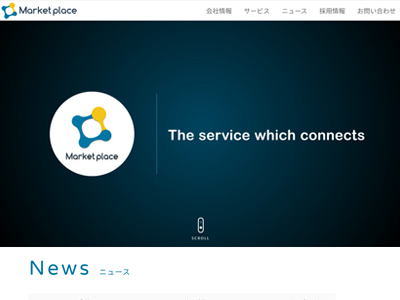 Market place
会社情報 サービス ニュース 採用情報 お問い合わせ
Market place
The service which connects
SCROLL
News ニュース